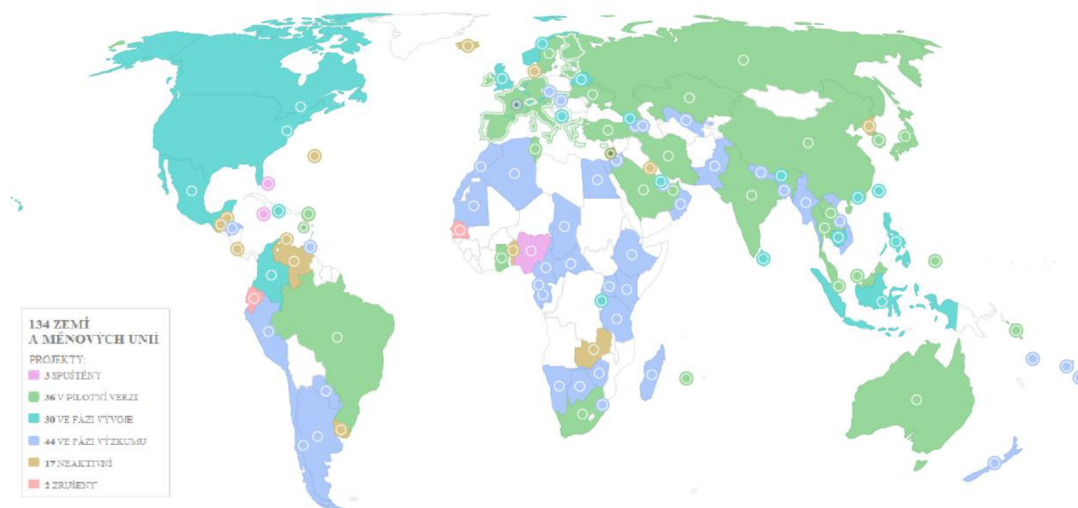 134 ZEMÍ
A MĚNOVÝCH UNIÍ
PROJEKTY:
3 SPUŠTĚNY
36 V PILOTNÍ VERZI
30 VE FÁZI VÝVOJE
44 VE FÁZI VÝZKUMU
17 NEAKTIVNÍ
2 ZRUŠENY